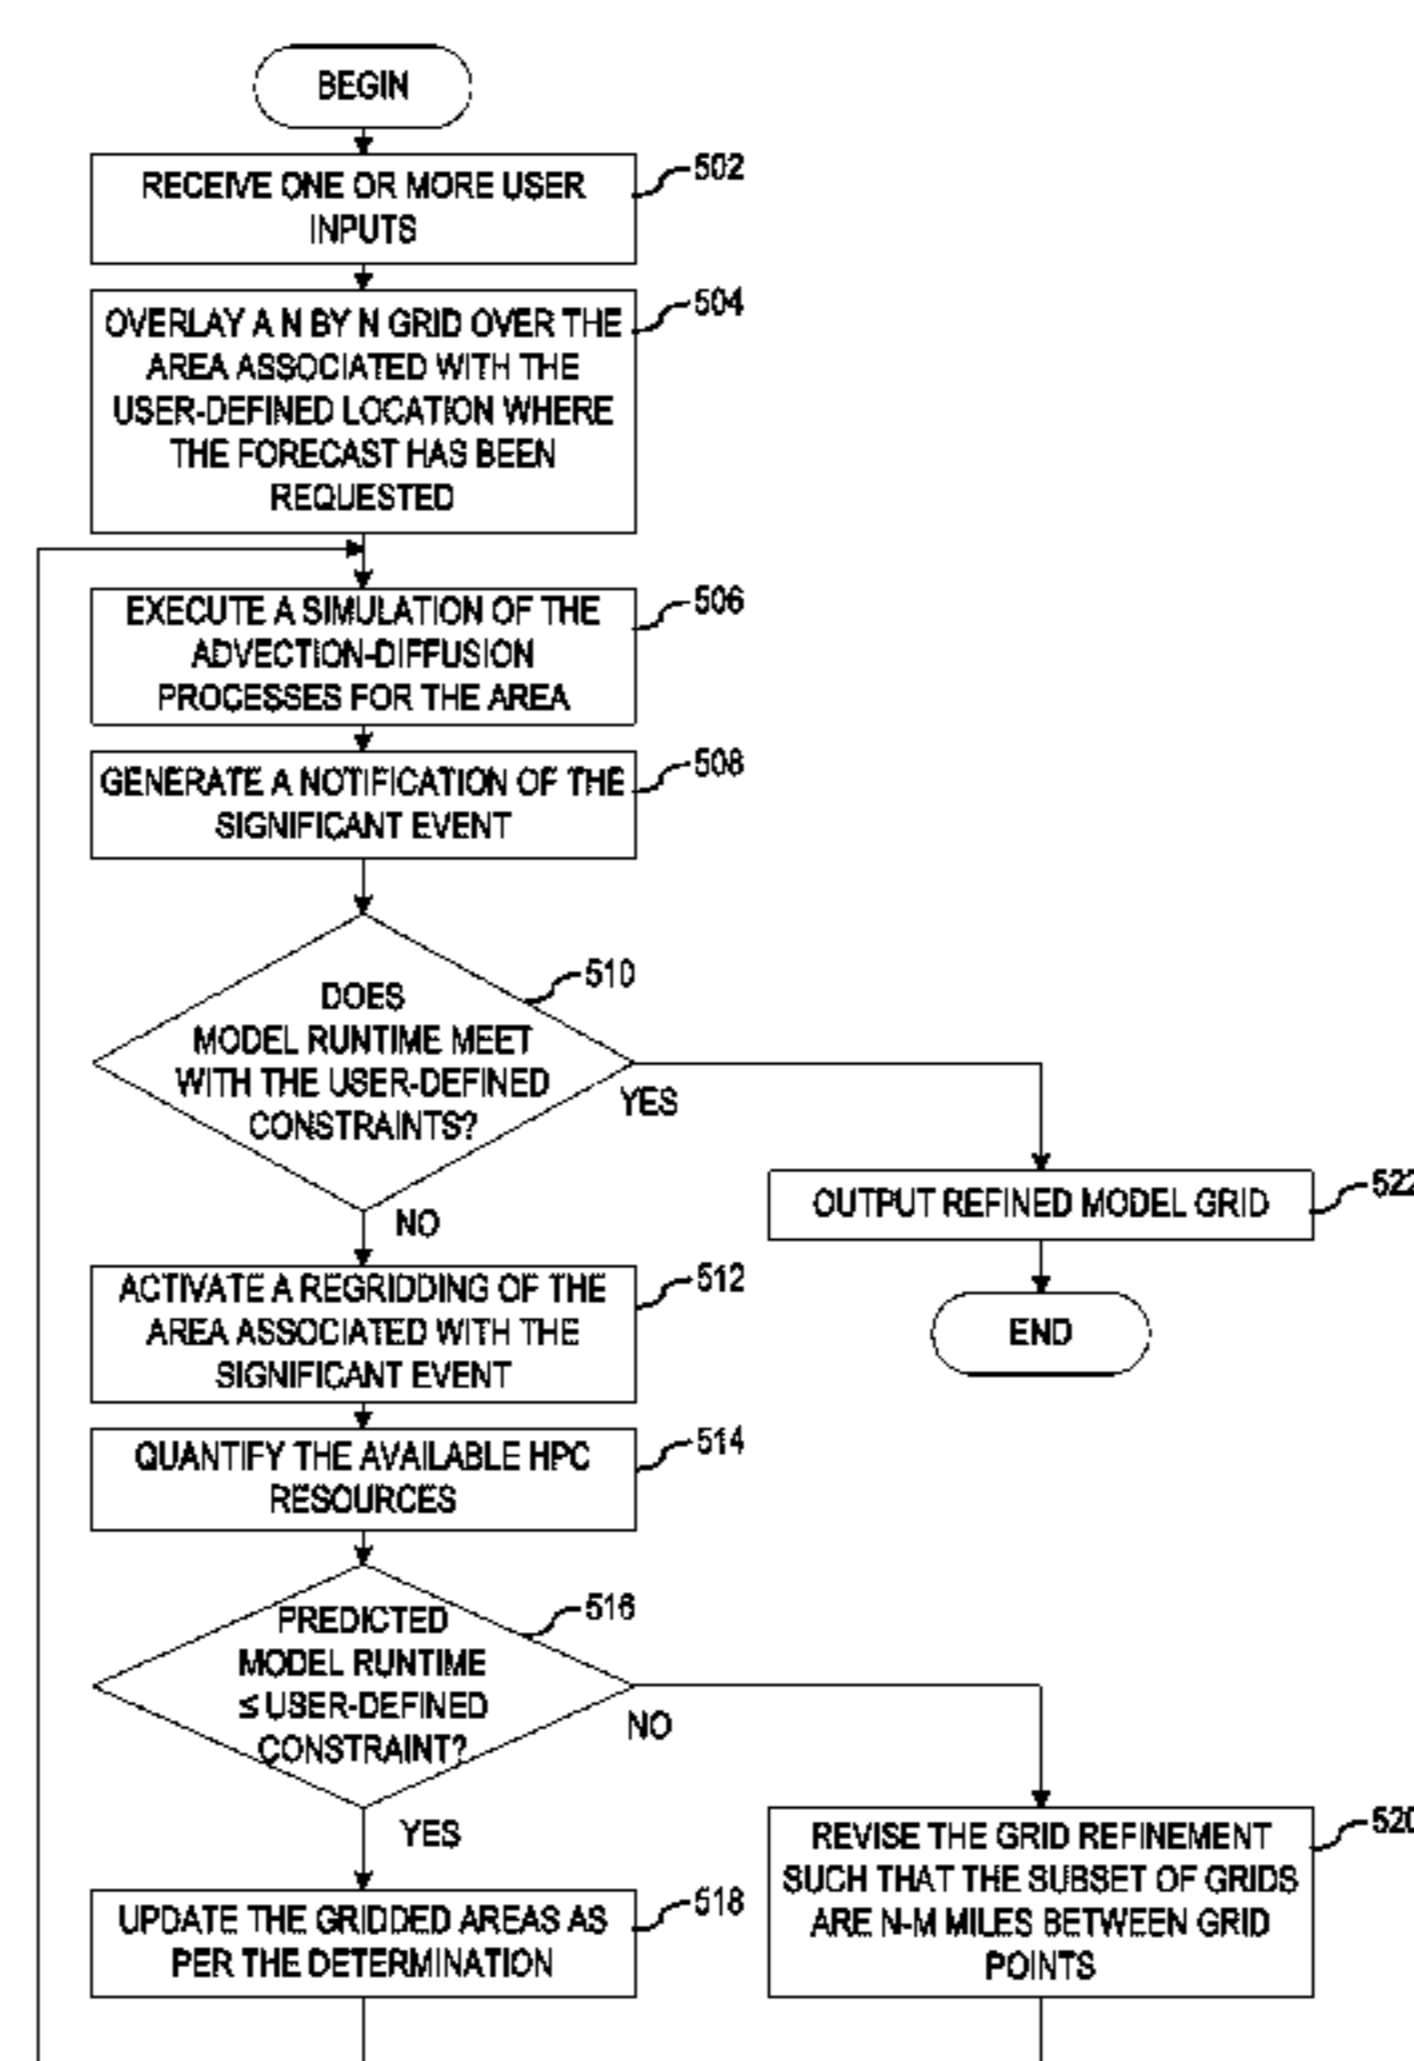 BEGIN
RECEIVE ONE OR MORE USER
INPUTS
502
OVERLAY A N BY N GRID OVER THE
AREA ASSOCIATED WITH THE
USER-DEFINED LOCATION WHERE
THE FORECAST HAS BEEN
REQUESTED
504
EXECUTE A SIMULATION OF THE
ADVECTION-DIFFUSION
PROCESSES FOR THE AREA
506
GENERATE A NOTIFICATION OF THE
SIGNIFICANT EVENT
508
DOES
MODEL RUNTIME MEET
WITH THE USER-DEFINED
CONSTRAINTS?
510
YES
NO
OUTPUT REFINED MODEL GRID
522
END
ACTIVATE A REGRIDDING OF THE
AREA ASSOCIATED WITH THE
SIGNIFICANT EVENT
512
QUANTIFY THE AVAILABLE HPC
RESOURCES
514
PREDICTED
MODEL RUNTIME
≤ USER-DEFINED
CONSTRAINT?
516
NO
YES
UPDATE THE GRIDDED AREAS AS
PER THE DETERMINATION
518
REVISE THE GRID REFINEMENT
SUCH THAT THE SUBSET OF GRIDS
ARE N-M MILES BETWEEN GRID
POINTS
520